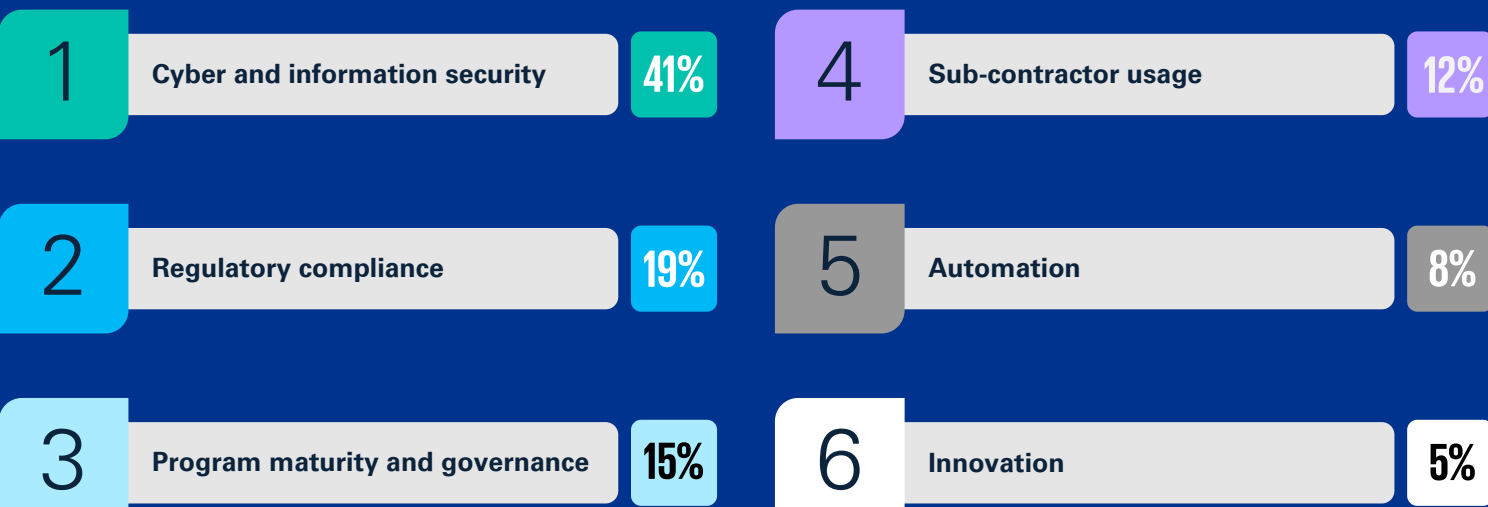 1
Cyber and information security
41%
2
Regulatory compliance
19%
3
Program maturity and governance
15%
4
Sub-contractor usage
12%
5
Automation
8%
6
Innovation
5%